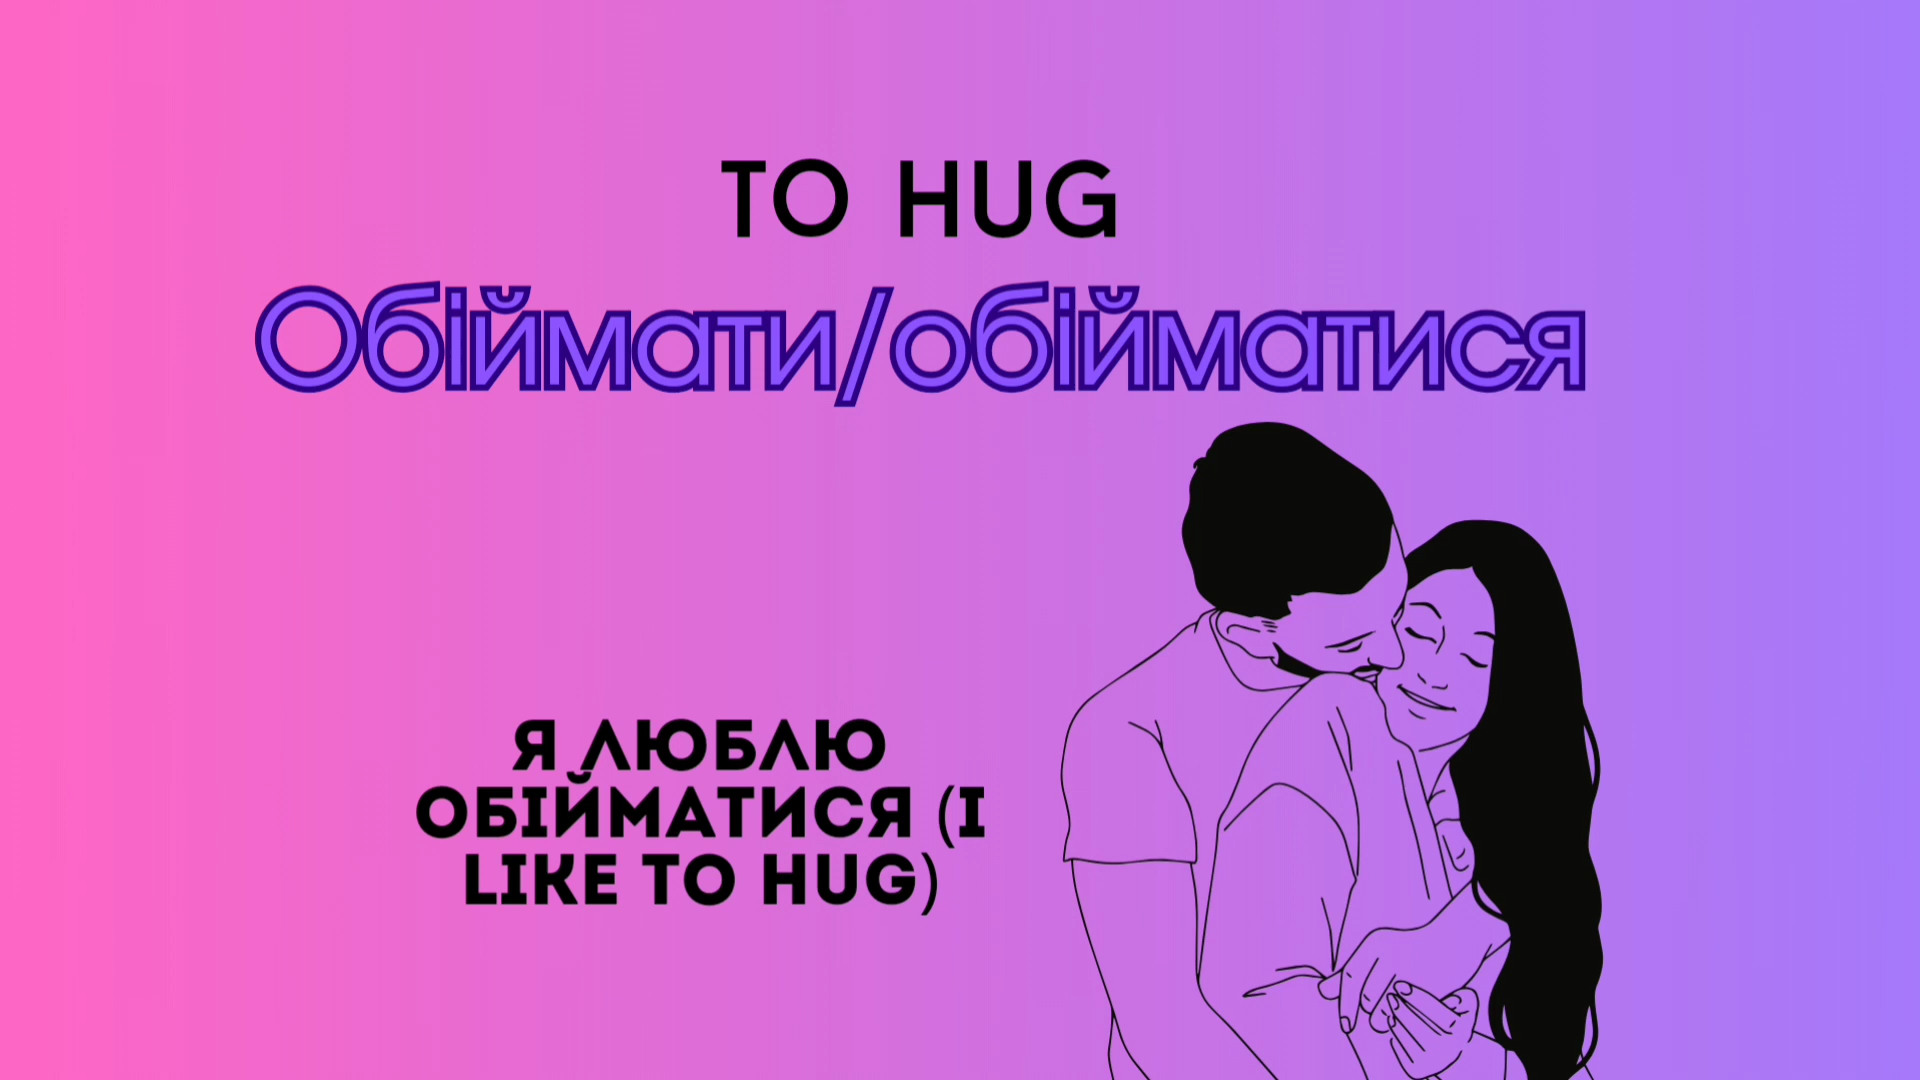 TO HUG
Обіймати/обійматися
Я ЛЮБЛЮ
ОБІЙМАТИСЯ (I
LIKE TO HUG)